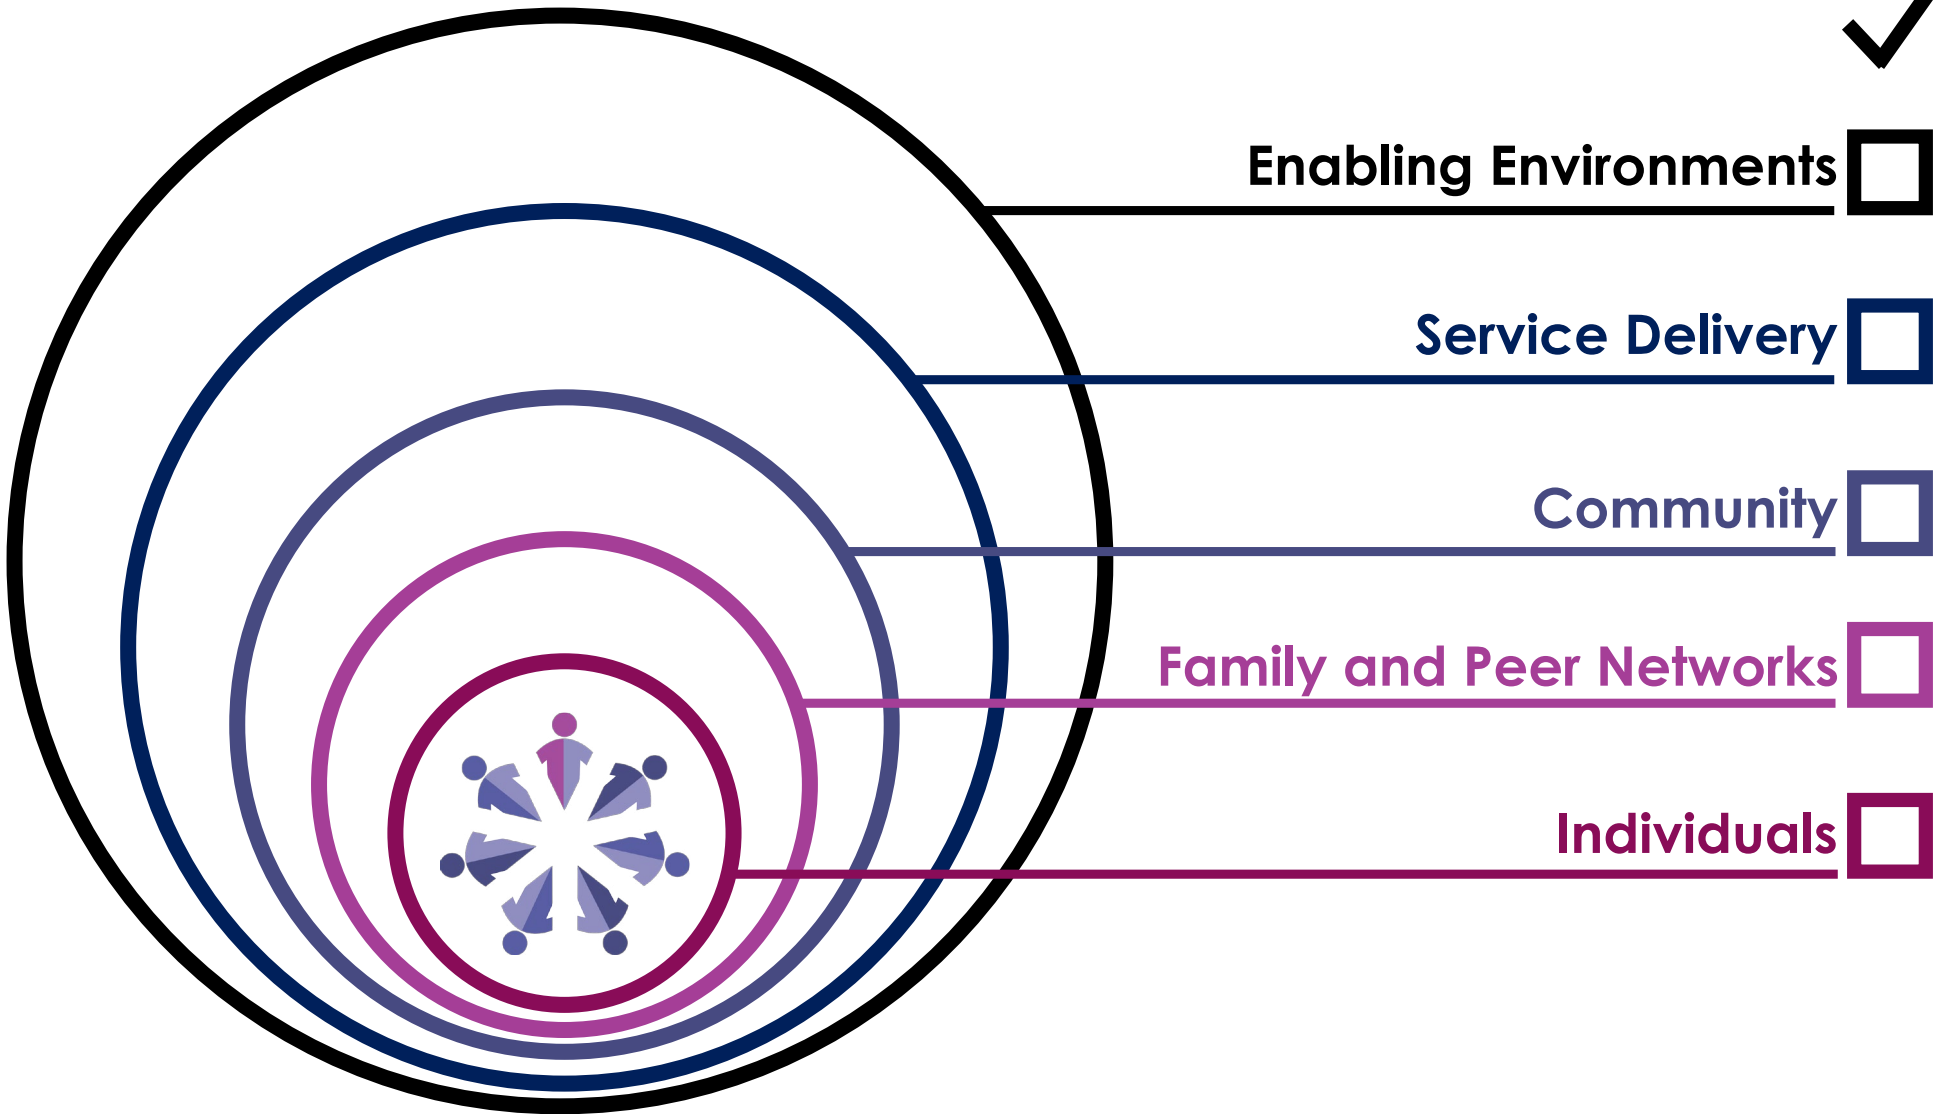 Enabling Environments
Service Delivery
Community
Family and Peer Networks
Individuals